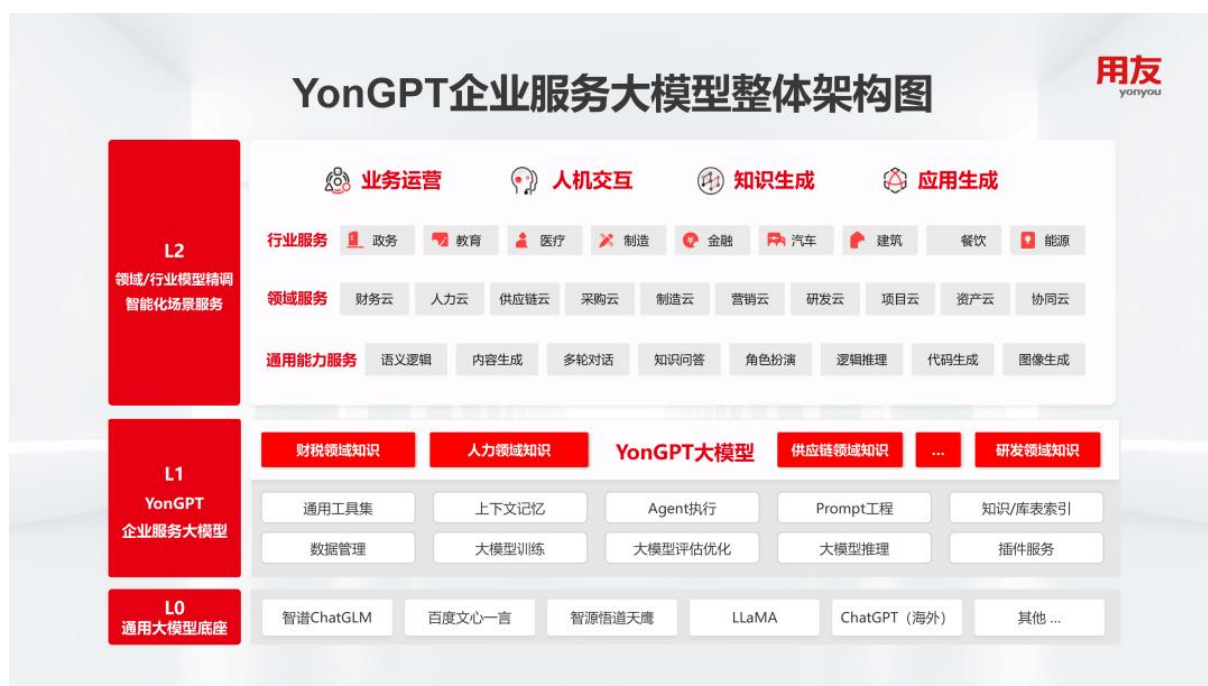 YonGPT企业服务大模型整体架构图
用友
yonyou
L2
领域/行业模型精调
智能化场景服务
业务运营 人机交互 知识生成 应用生成
行业服务 政务 教育 医疗 制造 金融 汽车 建筑 餐饮 能源
领域服务 财务云 人力云 供应链云 采购云 制造云 营销云 研发云 项目云 资产云 协同云
通用能力服务 语义逻辑 内容生成 多轮对话 知识问答 角色扮演 逻辑推理 代码生成 图像生成
L1
YonGPT
企业服务大模型
财税领域知识 人力领域知识 YonGPT大模型 供应链领域知识 ... 研发领域知识
通用工具集 上下文记忆 Agent执行 Prompt工程 知识/库表索引
数据管理 大模型训练 大模型评估优化 大模型推理 插件服务
L0
通用大模型底座
智谱ChatGLM 百度文心一言 智源悟道天鹰 LLaMA ChatGPT（海外） 其他 ...